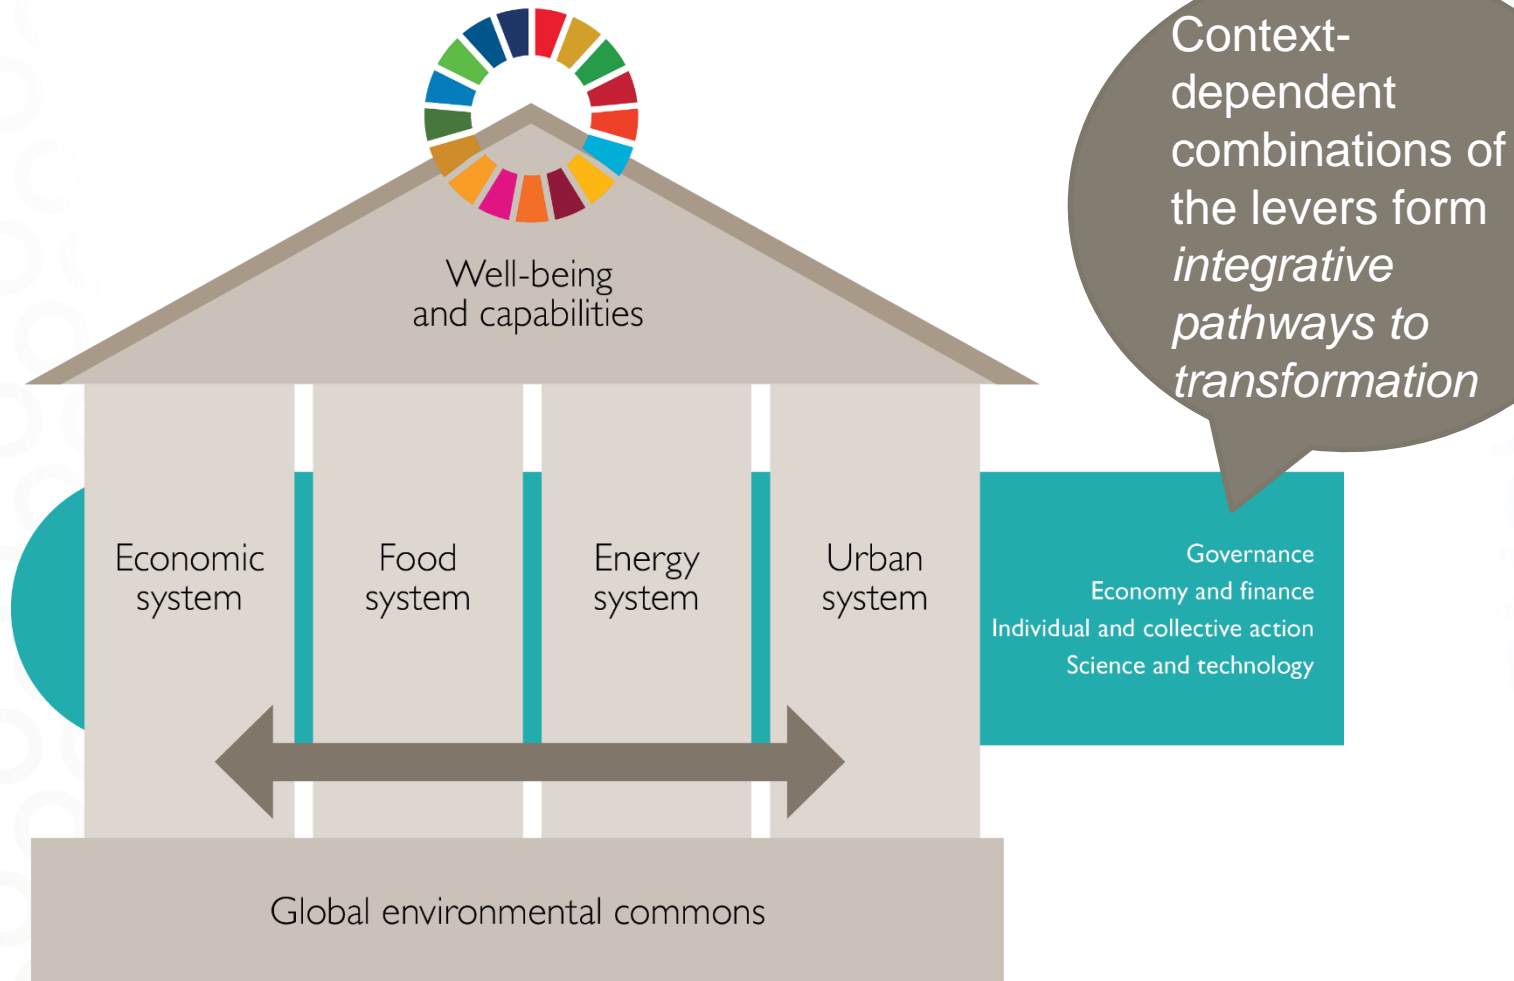 Context-
dependent
combinations of
the levers form
integrative
pathways to
transformation
Well-being
and capabilities
Economic
system
Food
system
Energy
system
Urban
system
Governance
Economy and finance
Individual and collective action
Science and technology
Global environmental commons